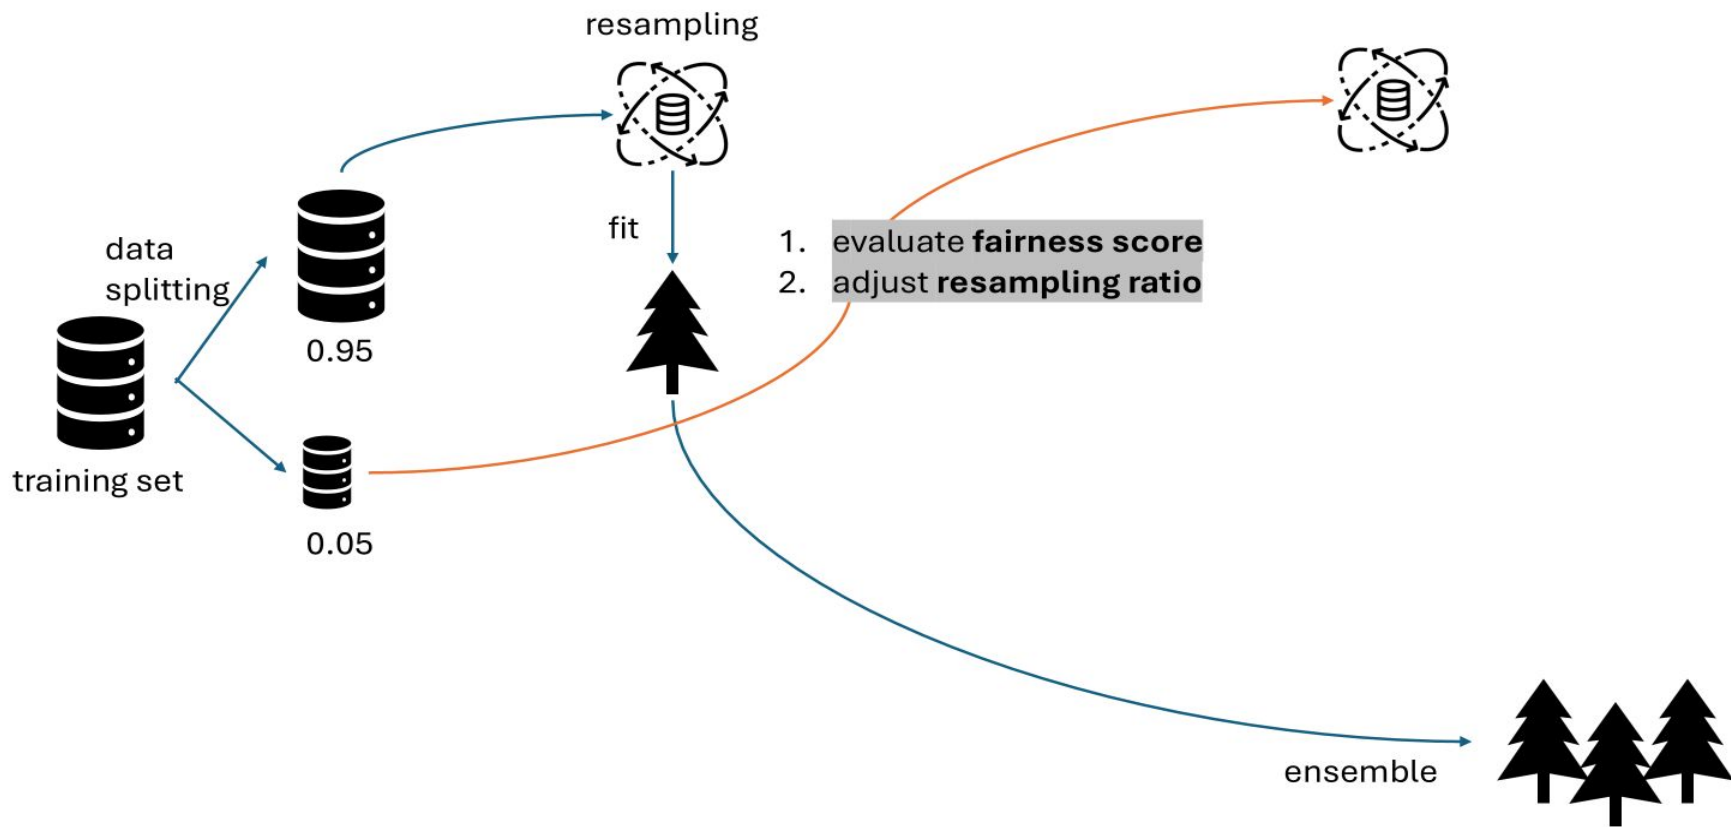 resampling
data
splitting
fit
1. evaluate fairness score
2. adjust resampling ratio
0.95
training set
0.05
ensemble